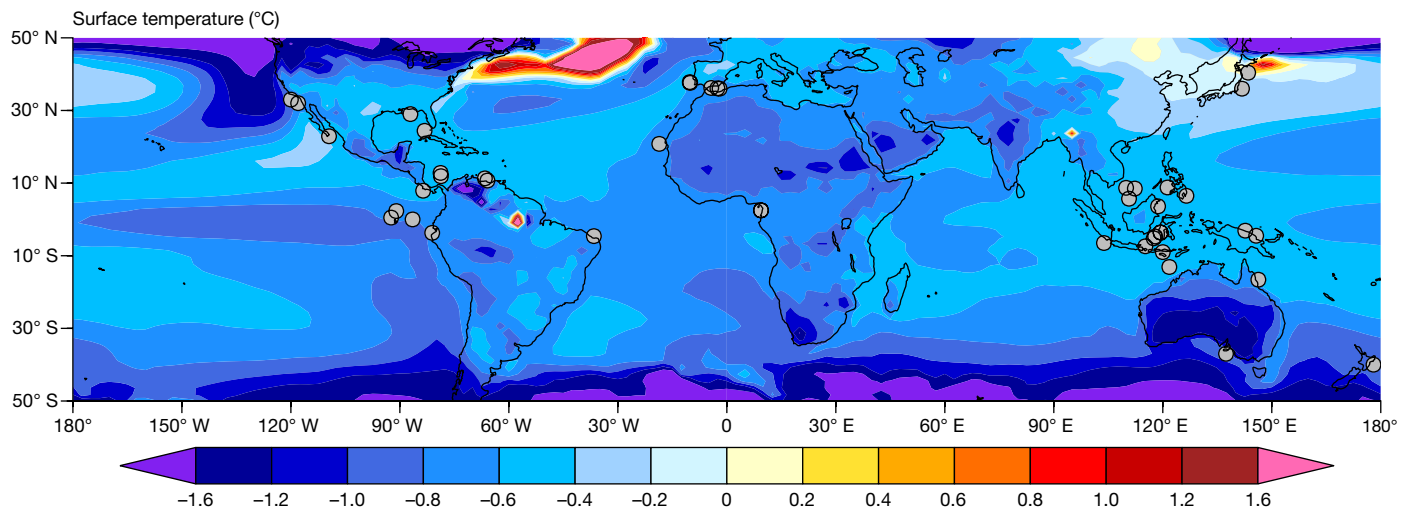 Surface temperature (°C)
50° N
30° N
10° N
10° S
30° S
50° S
180° 150° W 120° W 90° W 60° W 30° W 0 30° E 60° E 90° E 120° E 150° E 180°
−1.6 −1.2 −1.0 −0.8 −0.6 −0.4 −0.2 0 0.2 0.4 0.6 0.8 1.0 1.2 1.6